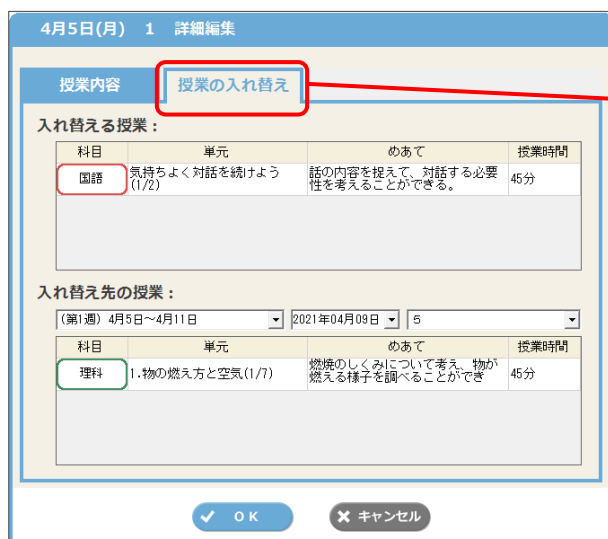 4月5日(月) 1 詳細編集
授業内容 授業の入れ替え
入れ替える授業：
科目 単元 めあて 授業時間
国語 気持ちよく対話を続けよう 話の内容を捉えて、対話する必要 45分
(1/2) 性を考えることができる。
入れ替え先の授業：
(第1週) 4月5日～4月11日 2021年04月09日 5
科目 単元 めあて 授業時間
理科 1.物の燃え方と空気(1/7) 燃焼のしくみについて考え、物が 45分
燃える様子を調べることができ
OK キャンセル